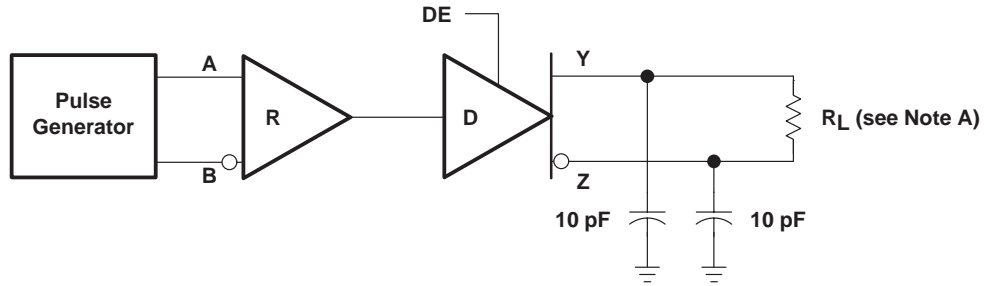 DE
A
Y
Pulse
Generator
R
D
RL (see Note A)
B
Z
10 pF
10 pF